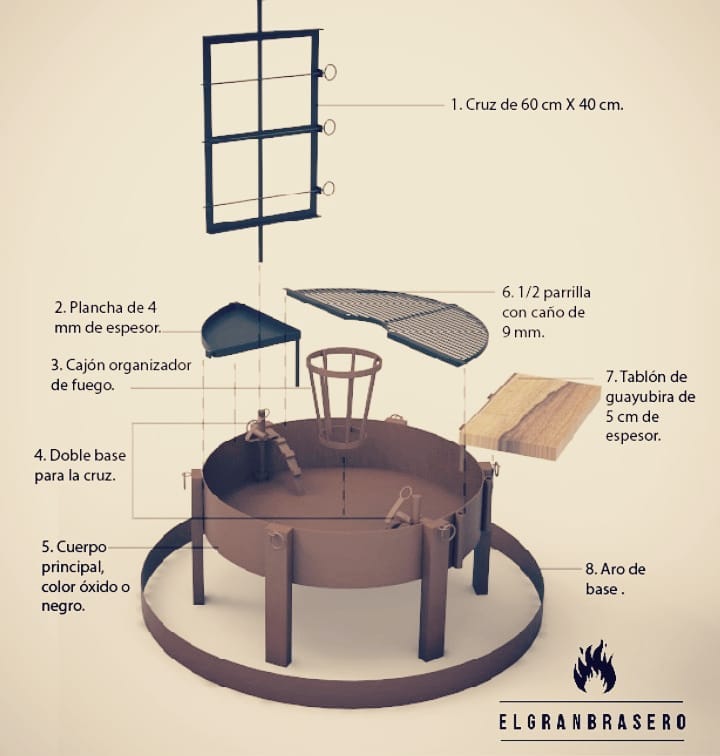 1. Cruz de 60 cm X 40 cm.
2. Plancha de 4
mm de espesor.
3. Cajón organizador
de fuego.
4. Doble base
para la cruz.
5. Cuerpo
principal,
color óxido o
negro.
6. 1/2 parrilla
con caño de
9 mm.
7. Tablón de
guayubira de
5 cm de
espesor.
8. Aro de
base .
ELGRANBRASERO